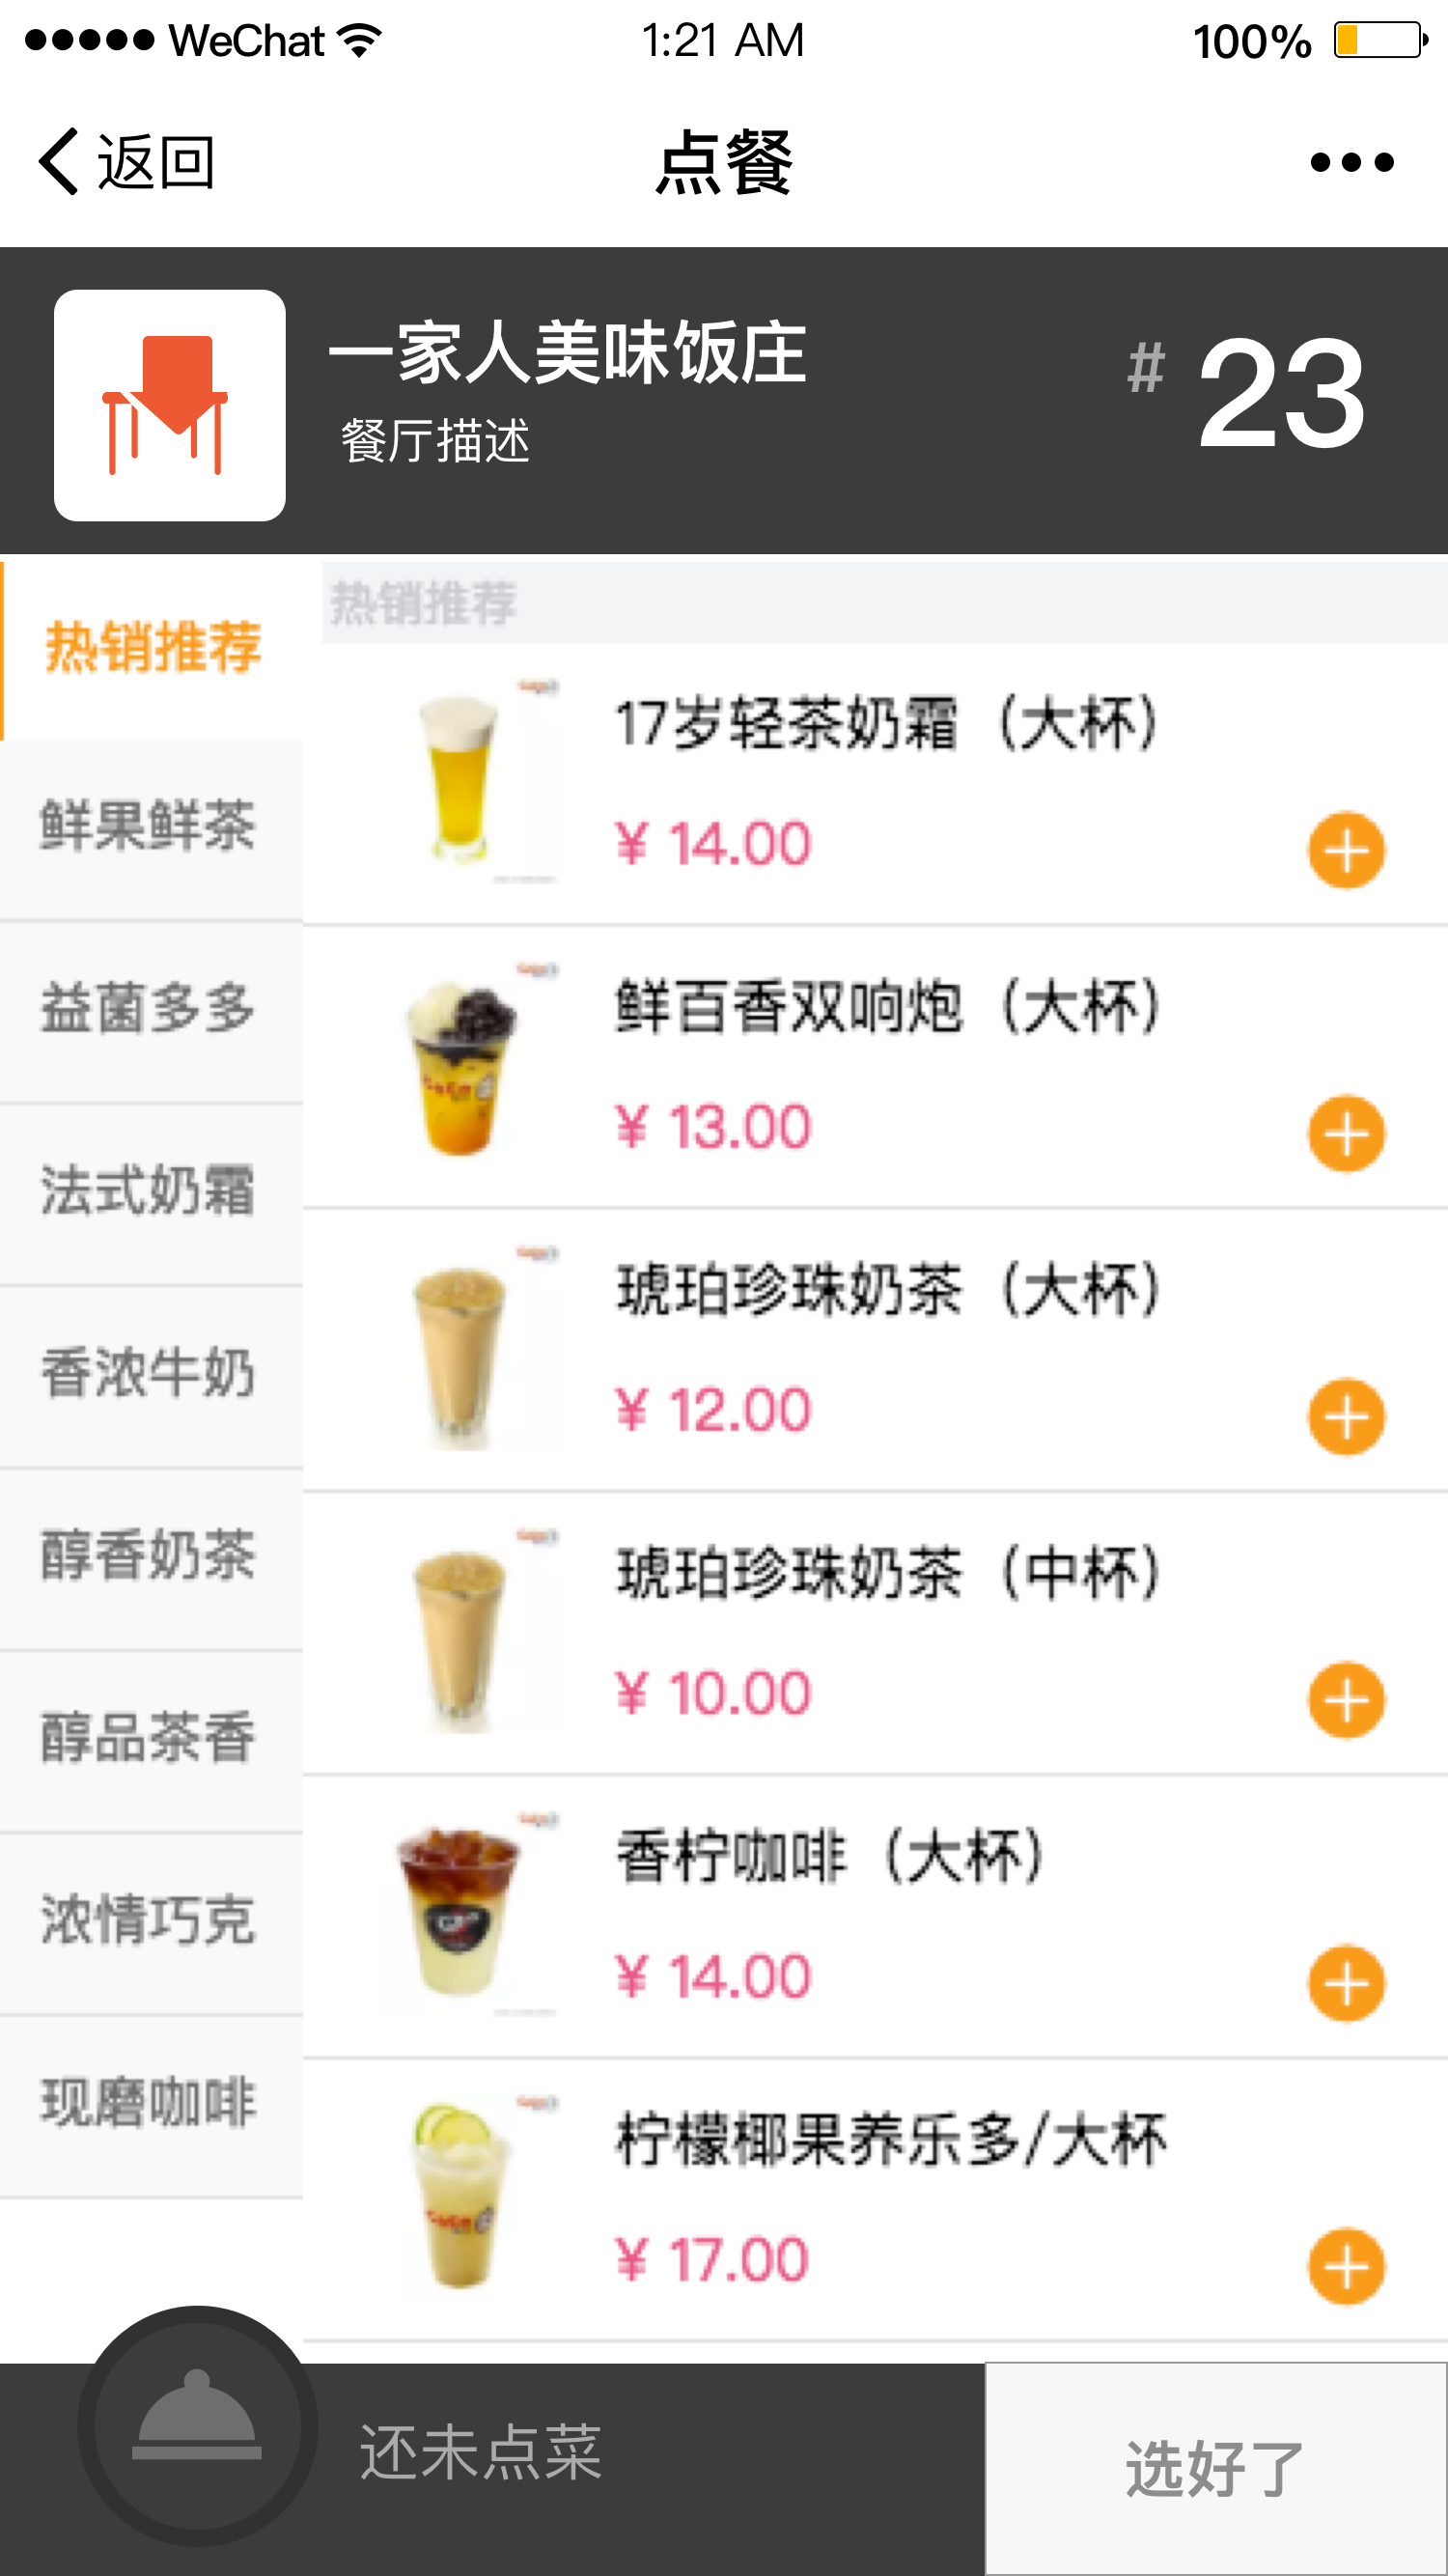 WeChat 1:21 AM 100%
返回 点餐
一家人美味饭庄
# 23
餐厅描述
热销推荐
热销推荐
鲜果鲜茶
益菌多多
法式奶霜
香浓牛奶
醇香奶茶
醇品茶香
浓情巧克
现磨咖啡
17岁轻茶奶霜（大杯）
¥ 14.00
鲜百香双响炮（大杯）
¥ 13.00
琥珀珍珠奶茶（大杯）
¥ 12.00
琥珀珍珠奶茶（中杯）
¥ 10.00
香柠咖啡（大杯）
¥ 14.00
柠檬椰果养乐多/大杯
¥ 17.00
还未点菜
选好了